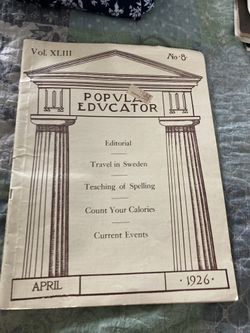 Vol. XLIII
No. 8
POPVLAR
EDVCATOR
Editorial
Travel in Sweden
Teaching of Spelling
Count Your Calories
Current Events
APRIL
·1926·